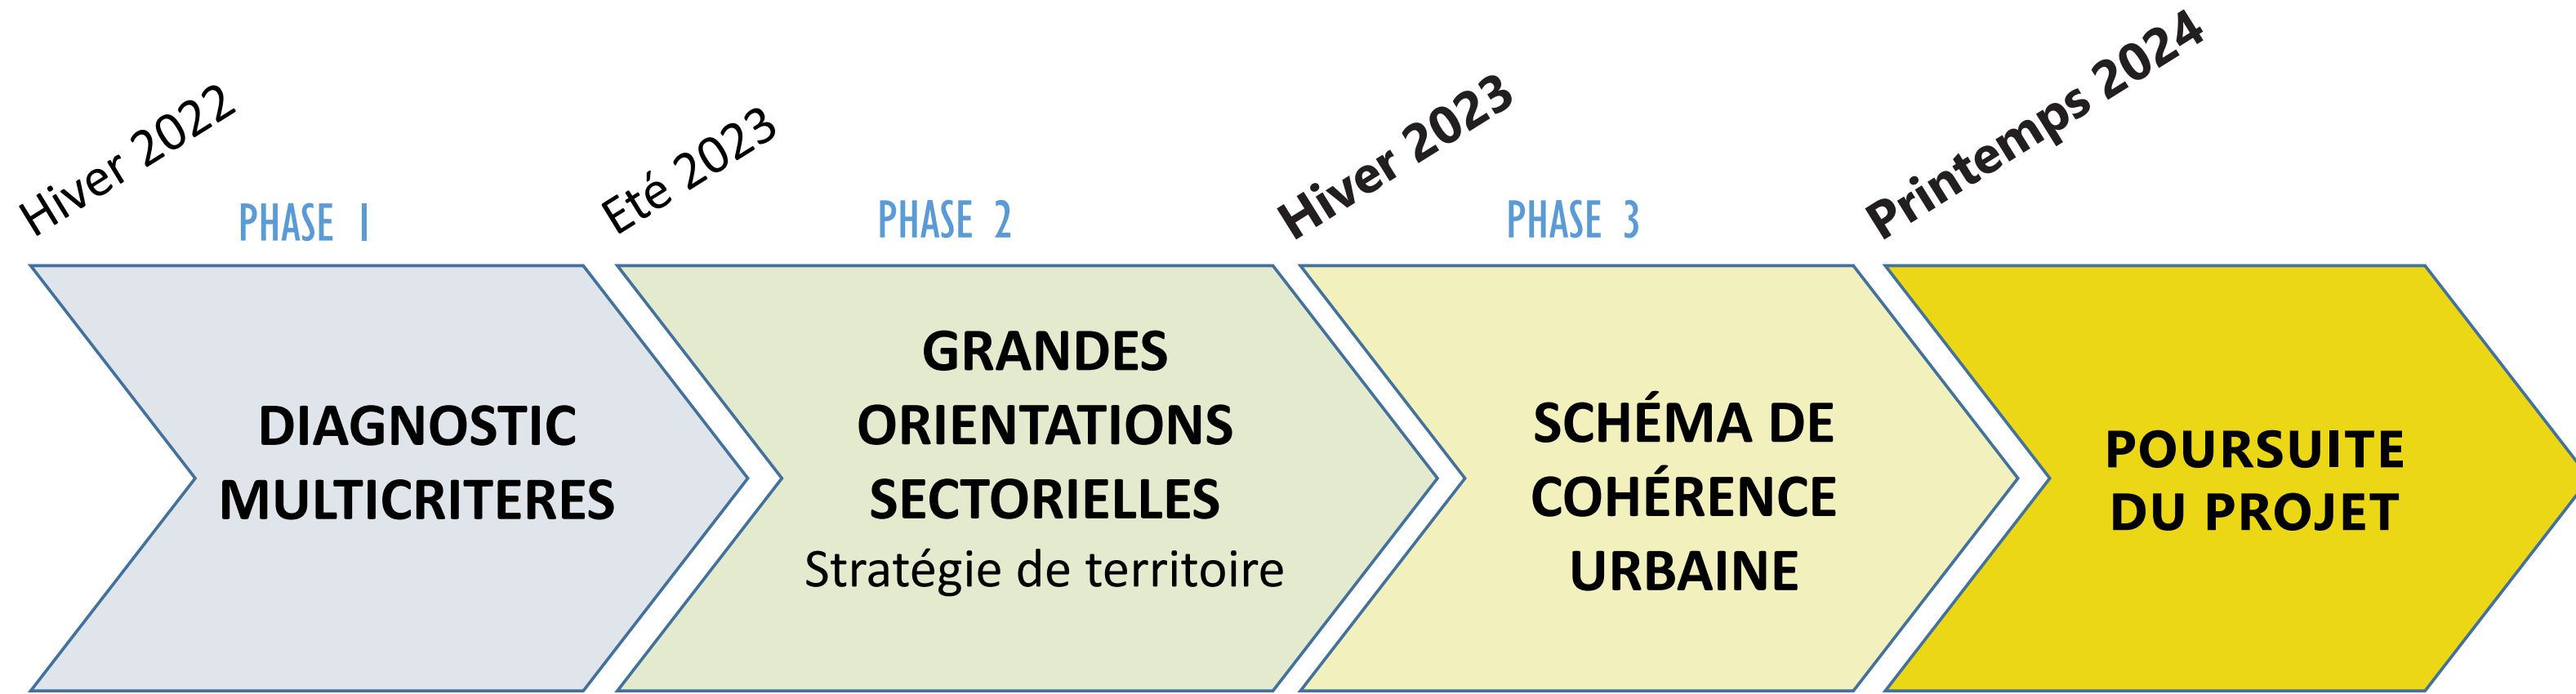 Hiver 2022
Eté 2023
Hiver 2023
Printemps 2024
PHASE 1
PHASE 2
PHASE 3
DIAGNOSTIC
MULTICRITERES
GRANDES
ORIENTATIONS
SECTORIELLES
Stratégie de territoire
SCHÉMA DE
COHÉRENCE
URBAINE
POURSUITE
DU PROJET